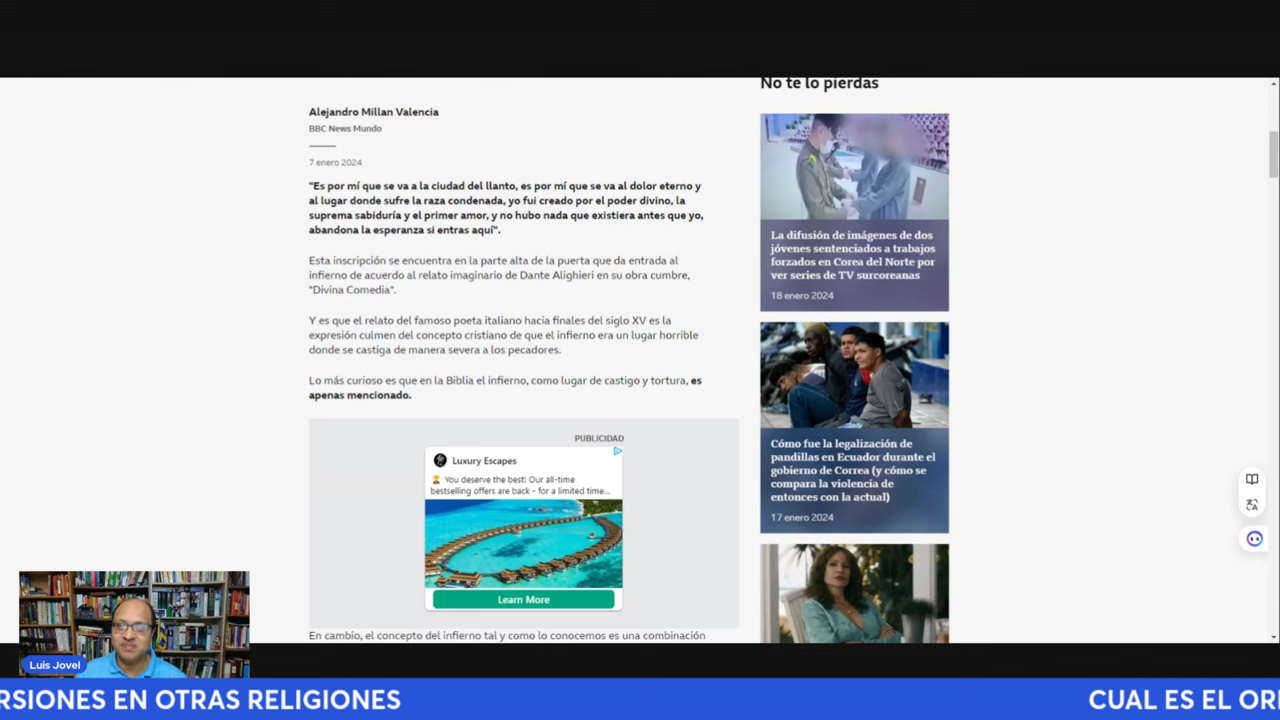 No te lo pierdas
Alejandro Millan Valencia
BBC News Mundo
7 enero 2024
"Es por mí que se va a la ciudad del llanto, es por mí que se va al dolor eterno y
al lugar donde sufre la raza condenada, yo fui creado por el poder divino, la
suprema sabiduría y el primer amor, y no hubo nada que existiera antes que yo,
abandona la esperanza si entras aquí".
Esta inscripción se encuentra en la parte alta de la puerta que da entrada al
infierno de acuerdo al relato imaginario de Dante Alighieri en su obra cumbre,
"Divina Comedia".
Y es que el relato del famoso poeta italiano hacia finales del siglo XV es la
expresión culmen del concepto cristiano de que el infierno era un lugar horrible
donde se castiga de manera severa a los pecadores.
Lo más curioso es que en la Biblia el infierno, como lugar de castigo y tortura, es
apenas mencionado.
PUBLICIDAD
Luxury Escapes
You deserve the best! Our all-time
bestselling offers are back - for a limited time...
Learn More
En cambio, el concepto del infierno tal y como lo conocemos es una combinación
La difusión de imágenes de dos
jóvenes sentenciados a trabajos
forzados en Corea del Norte por
ver series de TV surcoreanas
18 enero 2024
Cómo fue la legalización de
pandillas en Ecuador durante el
gobierno de Correa (y cómo se
compara la violencia de
entonces con la actual)
17 enero 2024
Luis Jovel
RSIONES EN OTRAS RELIGIONES
CUAL ES EL ORI